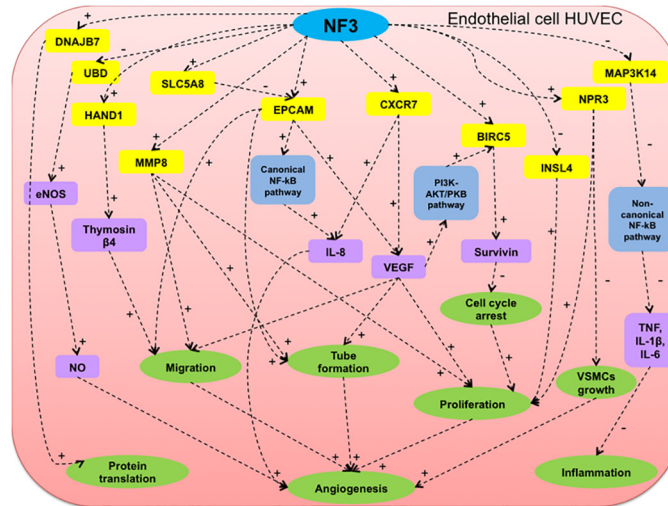 Endothelial cell HUVEC
NF3
DNAJB7
UBD
HAND1
SLC5A8
EPCAM
CXCR7
MAP3K14
NPR3
BIRC5
INSL4
MMP8
Canonical
NF-kB
pathway
PI3K-
AKT/PKB
pathway
Non-
canonical
NF-kB
pathway
eNOS
Thymosin
β4
IL-8
VEGF
Survivin
Cell cycle
arrest
TNF,
IL-1β,
IL-6
NO
Migration
Tube
formation
Proliferation
VSMCs
growth
Protein
translation
Angiogenesis
Inflammation